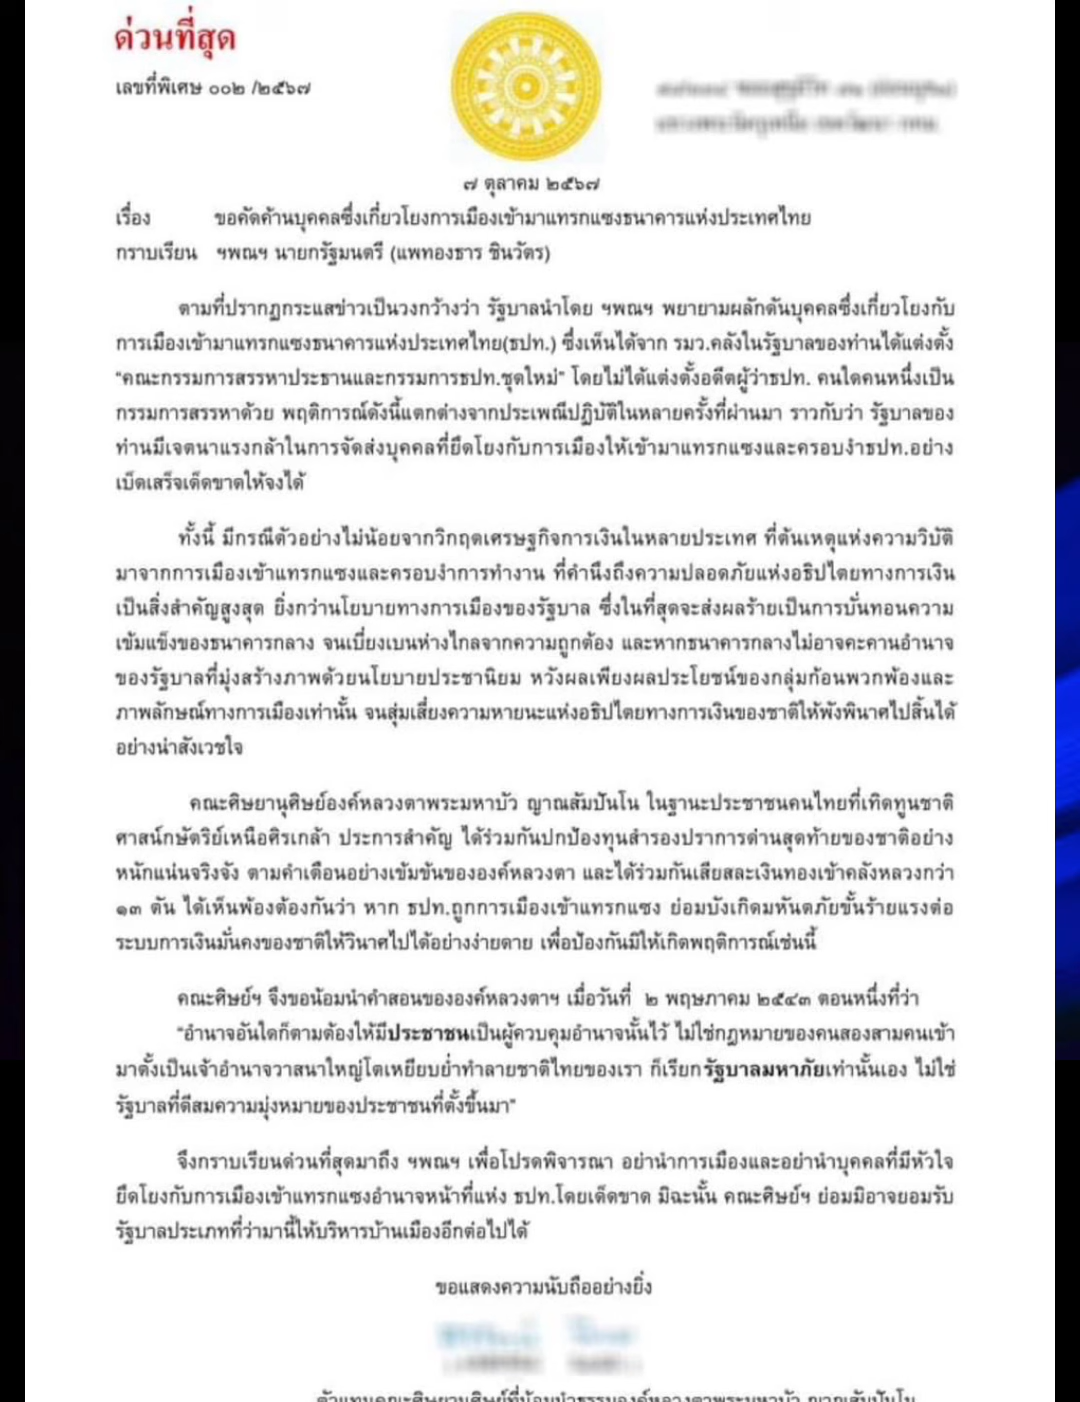 ด่วนที่สุด
เลขที่พิเศษ ๐๐๒ /๒๕๖๗
๗ ตุลาคม ๒๕๖๗
เรื่อง ขอคัดค้านบุคคลซึ่งเกี่ยวโยงการเมืองเข้ามาแทรกแซงธนาคารแห่งประเทศไทย
กราบเรียน ฯพณฯ นายกรัฐมนตรี (แพทองธาร ชินวัตร)
ตามที่ปรากฏกระแสข่าวเป็นวงกว้างว่า รัฐบาลนำโดย ฯพณฯ พยายามผลักดันบุคคลซึ่งเกี่ยวโยงกับ
การเมืองเข้ามาแทรกแซงธนาคารแห่งประเทศไทย(ธปท.) ซึ่งเห็นได้จาก รมว.คลังในรัฐบาลของท่านได้แต่งตั้ง
“คณะกรรมการสรรหาประธานและกรรมการธปท.ชุดใหม่” โดยไม่ได้แต่งตั้งอดีตผู้ว่าธปท. คนใดคนหนึ่งเป็น
กรรมการสรรหาด้วย พฤติการณ์ดังนี้แตกต่างจากประเพณีปฏิบัติในหลายครั้งที่ผ่านมา ราวกับว่า รัฐบาลของ
ท่านมีเจตนาแรงกล้าในการจัดส่งบุคคลที่ยึดโยงกับการเมืองให้เข้ามาแทรกแซงและครอบงำธปท.อย่าง
เบ็ดเสร็จเด็ดขาดให้จงได้
ทั้งนี้ มีกรณีตัวอย่างไม่น้อยจากวิกฤตเศรษฐกิจการเงินในหลายประเทศ ที่ต้นเหตุแห่งความวิบัติ
มาจากการเมืองเข้าแทรกแซงและครอบงำการทำงาน ที่คำนึงถึงความปลอดภัยแห่งอธิปไตยทางการเงิน
เป็นสิ่งสำคัญสูงสุด ยิ่งกว่านโยบายทางการเมืองของรัฐบาล ซึ่งในที่สุดจะส่งผลร้ายเป็นการบั่นทอนความ
เข้มแข็งของธนาคารกลาง จนเบี่ยงเบนห่างไกลจากความถูกต้อง และหากธนาคารกลางไม่อาจคะคานอำนาจ
ของรัฐบาลที่มุ่งสร้างภาพด้วยนโยบายประชานิยม หวังผลเพียงผลประโยชน์ของกลุ่มก้อนพวกพ้องและ
ภาพลักษณ์ทางการเมืองเท่านั้น จนสุ่มเสี่ยงความหายนะแห่งอธิปไตยทางการเงินของชาติให้พังพินาศไปสิ้นได้
อย่างน่าสังเวชใจ
คณะศิษยานุศิษย์องค์หลวงตาพระมหาบัว ญาณสัมปันโน ในฐานะประชาชนคนไทยที่เทิดทูนชาติ
ศาสน์กษัตริย์เหนือศิรเกล้า ประการสำคัญ ได้ร่วมกันปกป้องทุนสำรองปราการด่านสุดท้ายของชาติอย่าง
หนักแน่นจริงจัง ตามคำเตือนอย่างเข้มข้นขององค์หลวงตา และได้ร่วมกันเสียสละเงินทองเข้าคลังหลวงกว่า
๑๓ ตัน ได้เห็นพ้องต้องกันว่า หาก ธปท.ถูกการเมืองเข้าแทรกแซง ย่อมบังเกิดมหันตภัยขั้นร้ายแรงต่อ
ระบบการเงินมั่นคงของชาติให้วินาศไปได้อย่างง่ายดาย เพื่อป้องกันมิให้เกิดพฤติการณ์เช่นนี้
คณะศิษย์ฯ จึงขอน้อมนำคำสอนขององค์หลวงตาฯ เมื่อวันที่ ๒ พฤษภาคม ๒๕๔๓ ตอนหนึ่งที่ว่า
“อำนาจอันใดก็ตามต้องให้มีประชาชนเป็นผู้ควบคุมอำนาจนั้นไว้ ไม่ใช่กฎหมายของคนสองสามคนเข้า
มาตั้งเป็นเจ้าอำนาจวาสนาใหญ่โตเหยียบย่ำทำลายชาติไทยของเรา ก็เรียกรัฐบาลมหาภัยเท่านั้นเอง ไม่ใช่
รัฐบาลที่ดีสมความมุ่งหมายของประชาชนที่ตั้งขึ้นมา”
จึงกราบเรียนด่วนที่สุดมาถึง ฯพณฯ เพื่อโปรดพิจารณา อย่านำการเมืองและอย่านำบุคคลที่มีหัวใจ
ยึดโยงกับการเมืองเข้าแทรกแซงอำนาจหน้าที่แห่ง ธปท.โดยเด็ดขาด มิฉะนั้น คณะศิษย์ฯ ย่อมมิอาจยอมรับ
รัฐบาลประเภทที่ว่ามานี้ให้บริหารบ้านเมืองอีกต่อไปได้
ขอแสดงความนับถืออย่างยิ่ง
ตัวแทนคณะศิษยานุศิษย์ที่น้อมนำธรรมองค์หลวงตาพระมหาบัว ญาณสัมปันโน